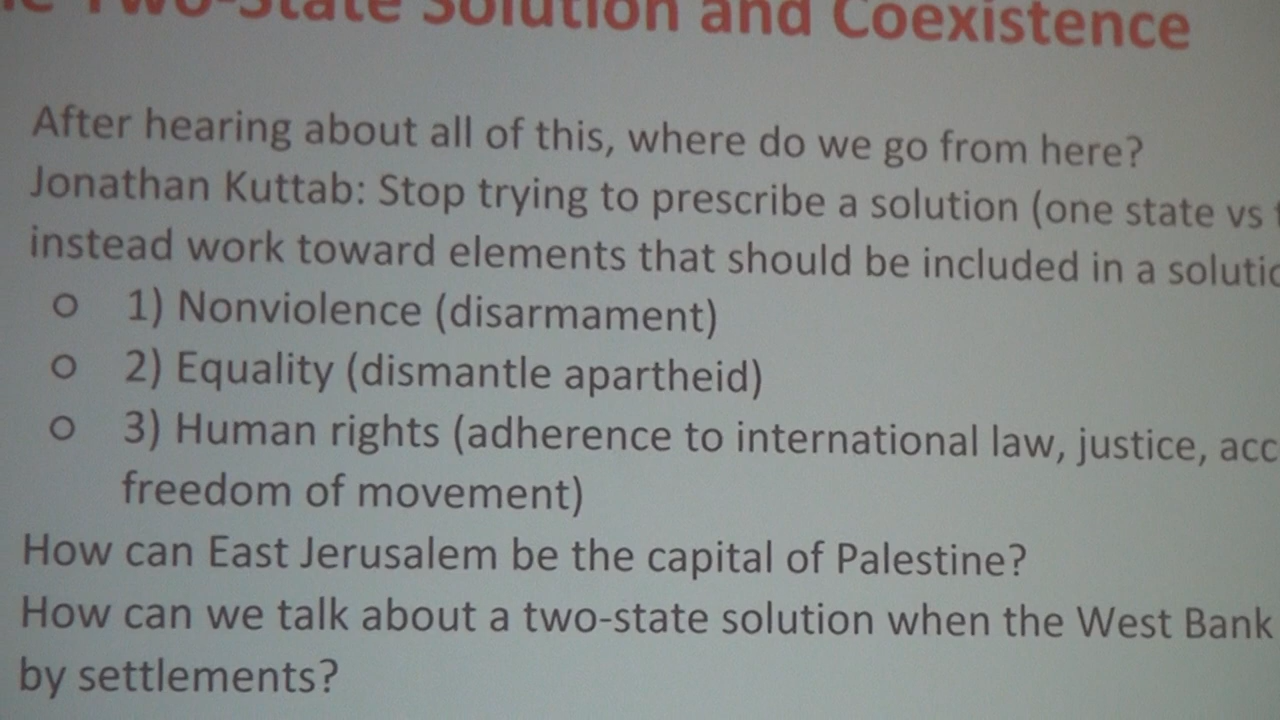 Two-State Solution and Coexistence
After hearing about all of this, where do we go from here?
Jonathan Kuttab: Stop trying to prescribe a solution (one state vs
instead work toward elements that should be included in a
o 1) Nonviolence (disarmament)
o 2) Equality (dismantle apartheid)
o 3) Human rights (adherence to international law, justice,
freedom of movement)
How can East Jerusalem be the capital of Palestine?
How can we talk about a two-state solution when the West Bank
by settlements?